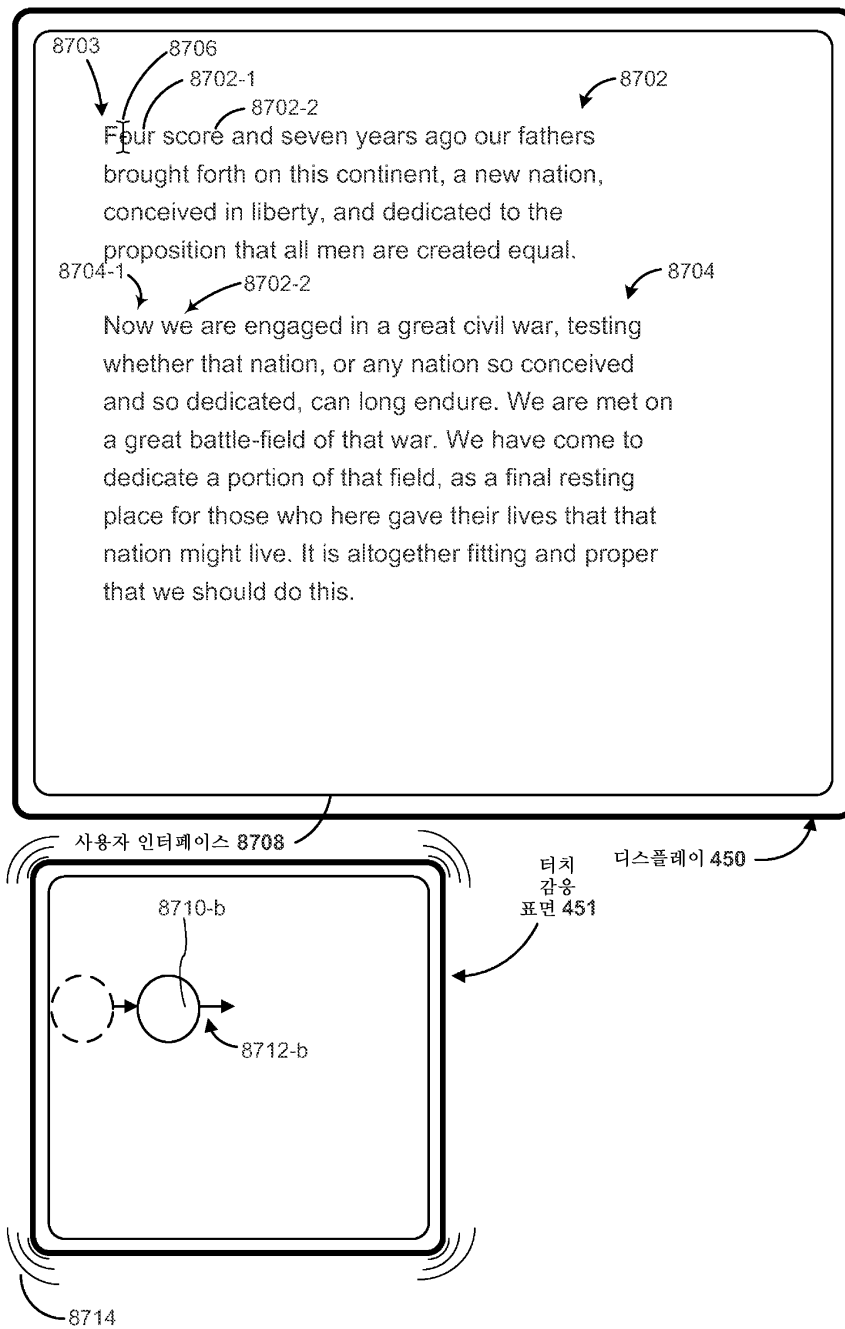 8703
8706
8702-1
8702-2
8702
Four score and seven years ago our fathers
brought forth on this continent, a new nation,
conceived in liberty, and dedicated to the
proposition that all men are created equal.
8704-1
8702-2
8704
Now we are engaged in a great civil war, testing
whether that nation, or any nation so conceived
and so dedicated, can long endure. We are met on
a great battle-field of that war. We have come to
dedicate a portion of that field, as a final resting
place for those who here gave their lives that that
nation might live. It is altogether fitting and proper
that we should do this.
사용자 인터페이스 8708
디스플레이 450
터치
감응
표면 451
8710-b
8712-b
8714